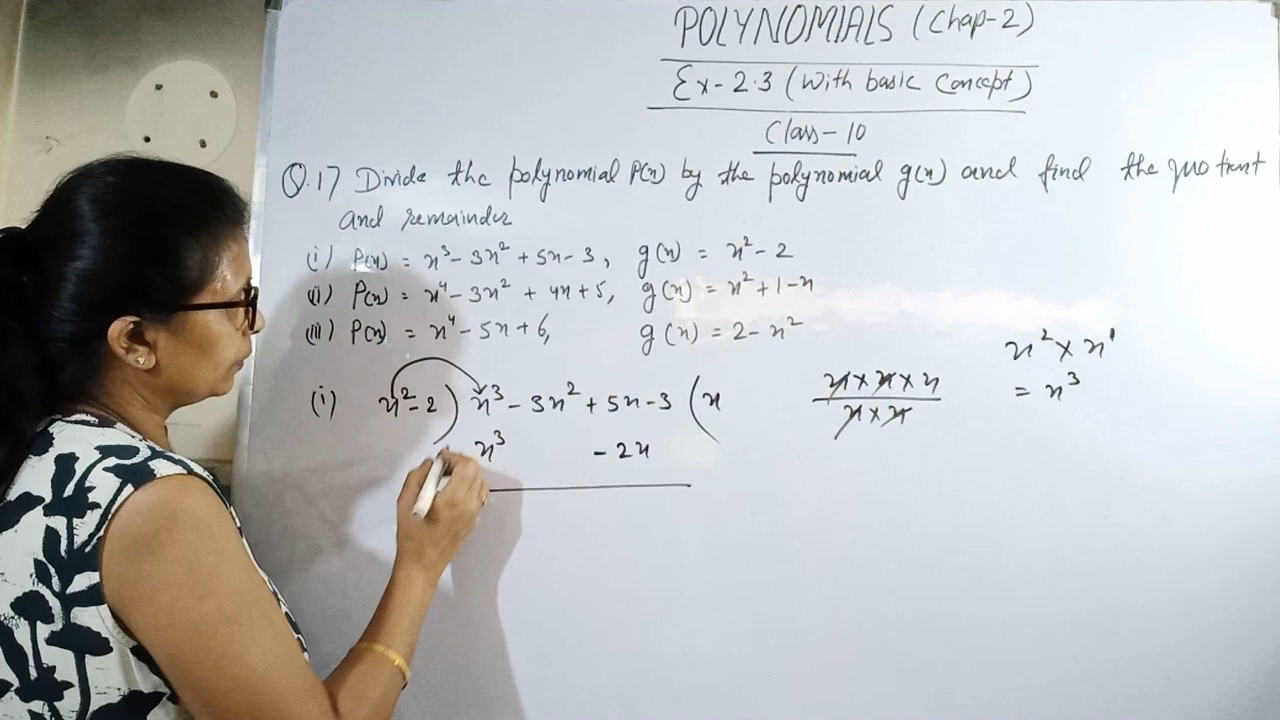 POLYNOMIALS (Chap-2)
Ex-2.3 (With basic Concept)
Class-10
Q.17 Divide the polynomial P(x) by the polynomial g(x) and find the quotient
and remainder
(i) P(x) = x³ - 3x² + 5x - 3, g(x) = x² - 2
(ii) P(x) = x⁴ - 3x² + 4x + 5, g(x) = x² + 1 - x
(iii) P(x) = x⁴ - 5x + 6, g(x) = 2 - x²
(i) x² - 2 ) x³ - 3x² + 5x - 3 ( x
x³ - 2x
x × x × x
x × x
x² × x¹
= x³